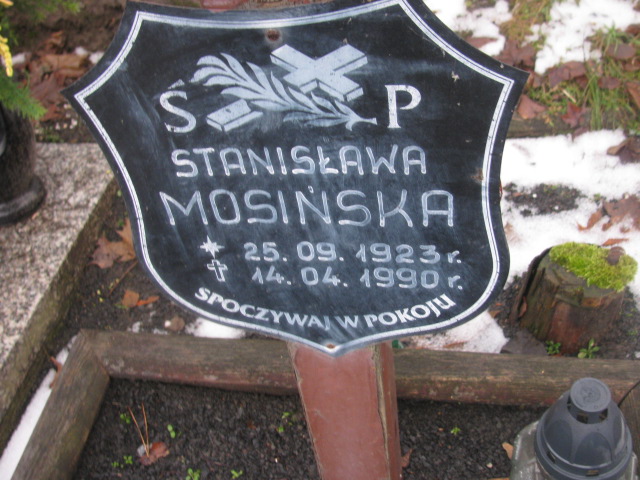 Ś P
STANISŁAWA
MOSIŃSKA
25. 09. 1923 r.
14. 04. 1990 r.
SPOCZYWAJ W POKOJU